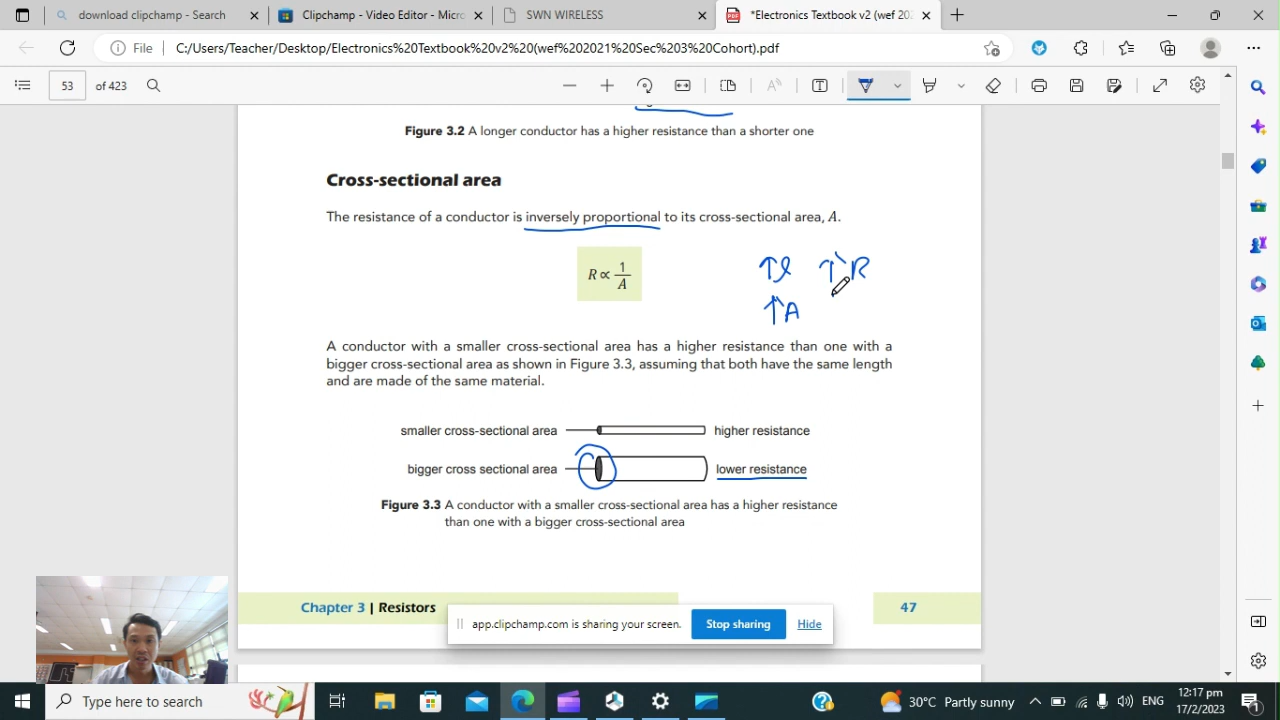 download clipchamp - Search
Clipchamp - Video Editor - Micro
SWN WIRELESS
*Electronics Textbook v2 (wef 202
File
C:/Users/Teacher/Desktop/Electronics%20Textbook%20v2%20(wef%202021%20Sec%203%20Cohort).pdf
53 of 423
Figure 3.2 A longer conductor has a higher resistance than a shorter one
Cross-sectional area
The resistance of a conductor is inversely proportional to its cross-sectional area, A.
R ∝ 1/A
↑l ↑R
↑A
A conductor with a smaller cross-sectional area has a higher resistance than one with a
bigger cross-sectional area as shown in Figure 3.3, assuming that both have the same length
and are made of the same material.
smaller cross-sectional area higher resistance
bigger cross sectional area lower resistance
Figure 3.3 A conductor with a smaller cross-sectional area has a higher resistance
than one with a bigger cross-sectional area
Chapter 3 | Resistors 47
app.clipchamp.com is sharing your screen. Stop sharing Hide
Type here to search
30°C Partly sunny
ENG
12:17 pm
17/2/2023
1